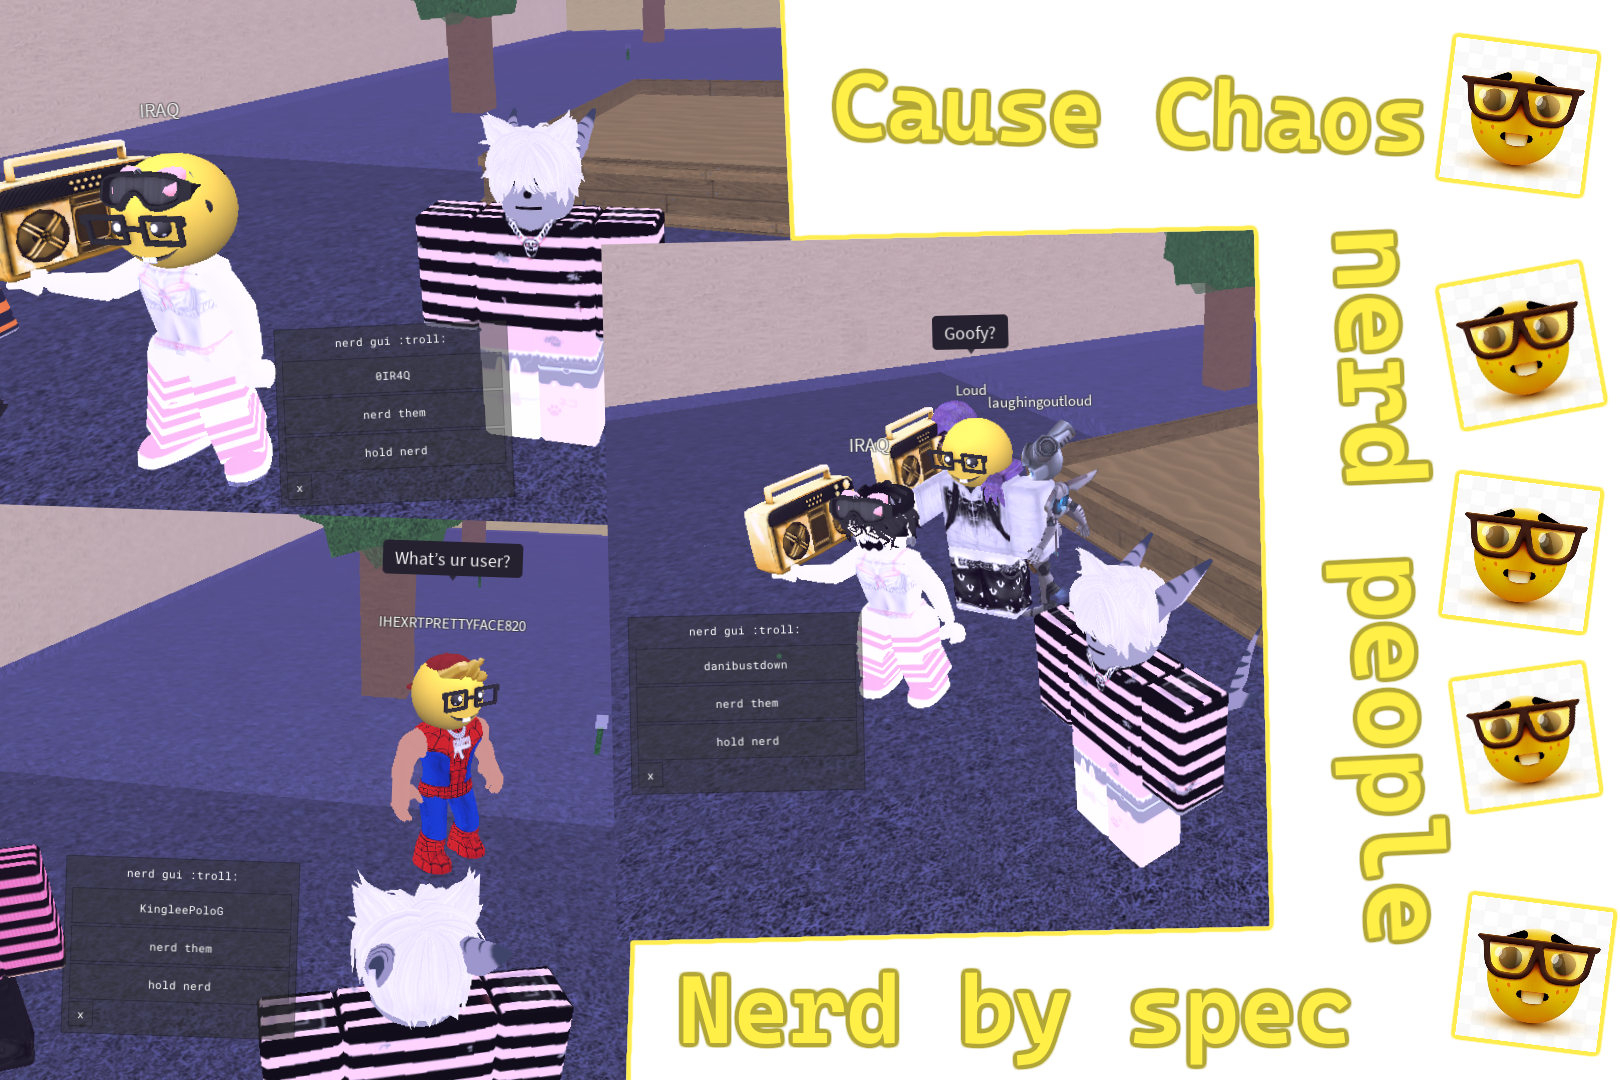 Cause Chaos
nerd people
IRAQ
nerd gui :troll:
0IR4Q
nerd them
hold nerd
x
Goofy?
Loud
laughingoutloud
IRAQ
nerd gui :troll:
danibustdown
nerd them
hold nerd
x
What's ur user?
IHEXRTPRETTYFACE820
nerd gui :troll:
KingleePoloG
nerd them
hold nerd
x
Nerd by spec